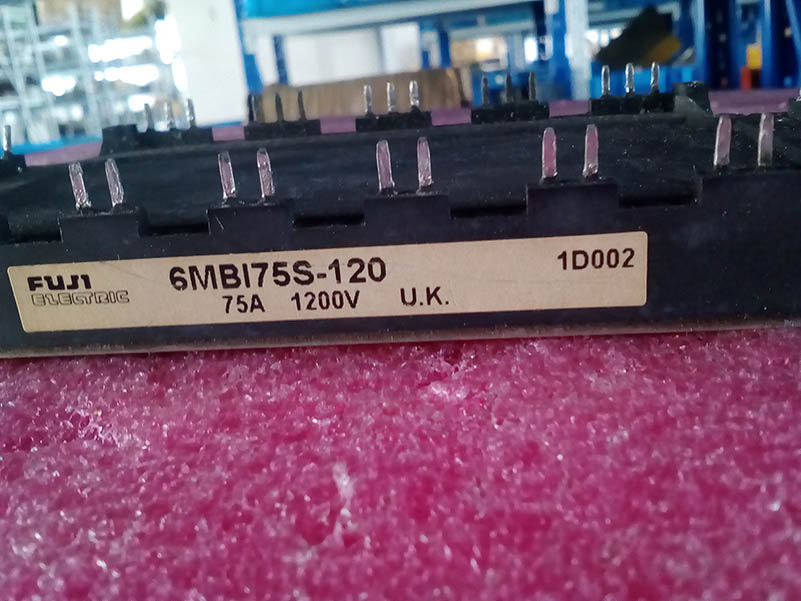 FUJI
ELECTRIC
6MBI75S-120
75A 1200V U.K.
1D002